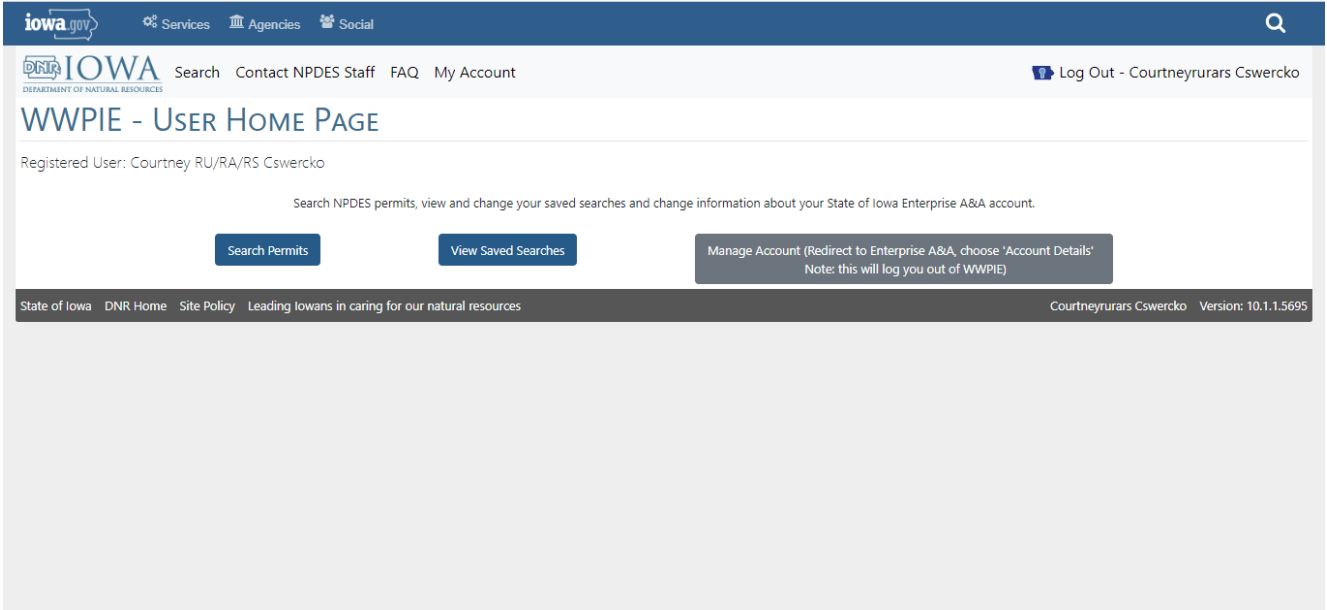 iowa.gov Services Agencies Social
DNR IOWA Search Contact NPDES Staff FAQ My Account Log Out - Courtneyrurars Cswercko
DEPARTMENT OF NATURAL RESOURCES
WWPIE - USER HOME PAGE
Registered User: Courtney RU/RA/RS Cswercko
Search NPDES permits, view and change your saved searches and change information about your State of Iowa Enterprise A&A account.
Search Permits View Saved Searches Manage Account (Redirect to Enterprise A&A, choose 'Account Details'
Note: this will log you out of WWPIE)
State of Iowa DNR Home Site Policy Leading Iowans in caring for our natural resources Courtneyrurars Cswercko Version: 10.1.1.5695